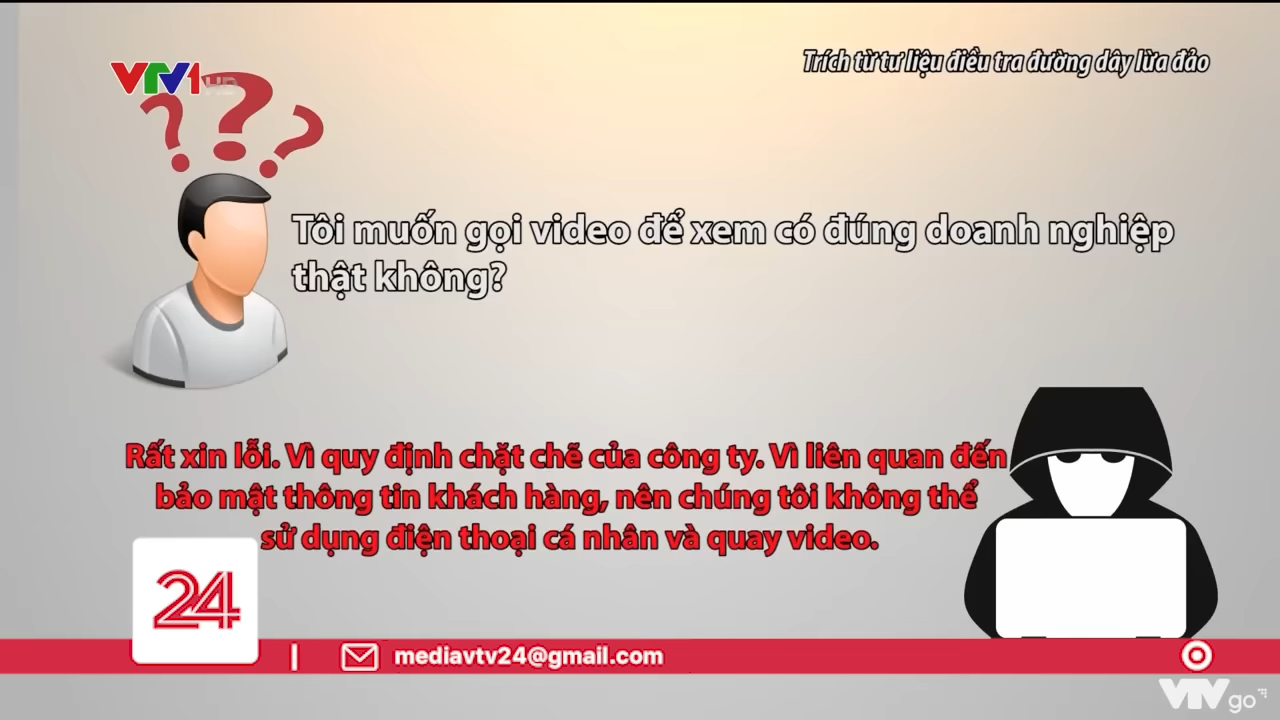 VTV1 HD
Trích từ tư liệu điều tra đường dây lừa đảo
? ? ?
Tôi muốn gọi video để xem có đúng doanh nghiệp
thật không?
Rất xin lỗi. Vì quy định chặt chẽ của công ty. Vì liên quan đến
bảo mật thông tin khách hàng, nên chúng tôi không thể
sử dụng điện thoại cá nhân và quay video.
24
mediavtv24@gmail.com
VTVgo